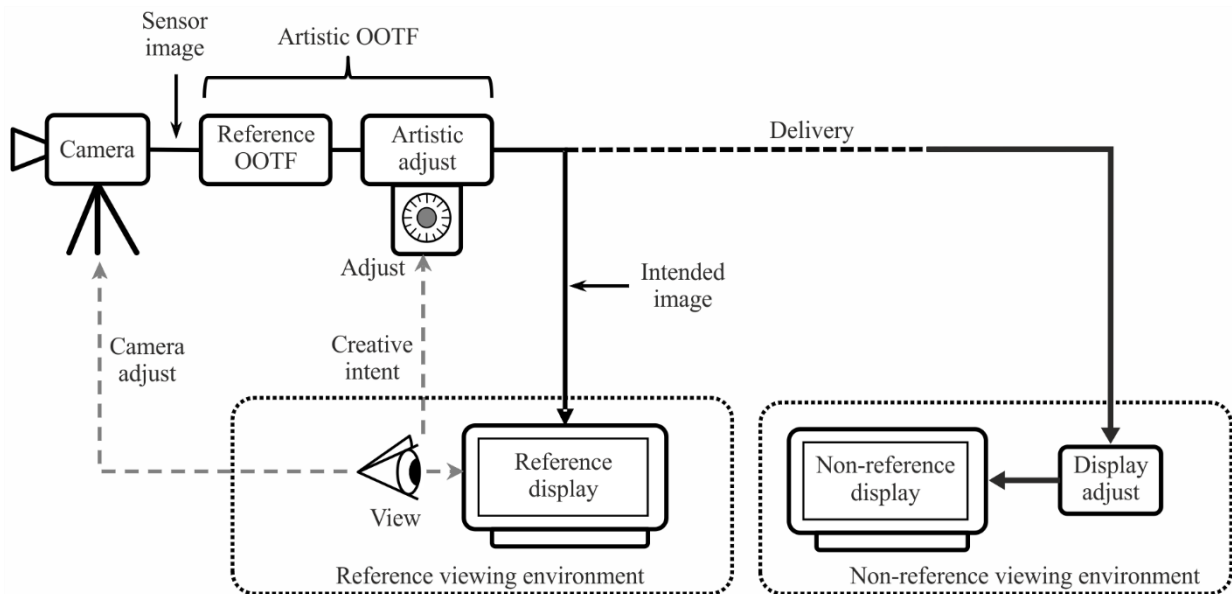 Sensor
image
Artistic OOTF
Camera
Reference
OOTF
Artistic
adjust
Delivery
Adjust
Intended
image
Camera
adjust
Creative
intent
Reference
display
View
Non-reference
display
Display
adjust
Reference viewing environment
Non-reference viewing environment